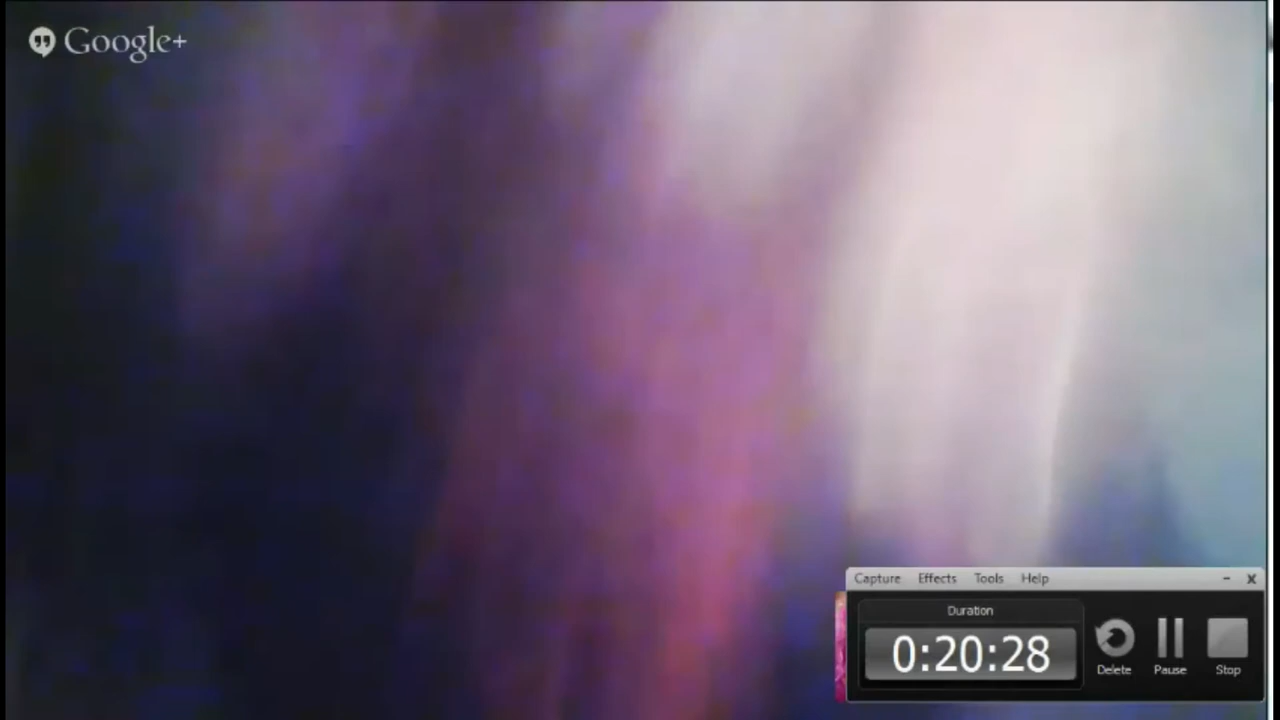 Google+
Capture Effects Tools Help
Duration
0:20:28
Delete Pause Stop